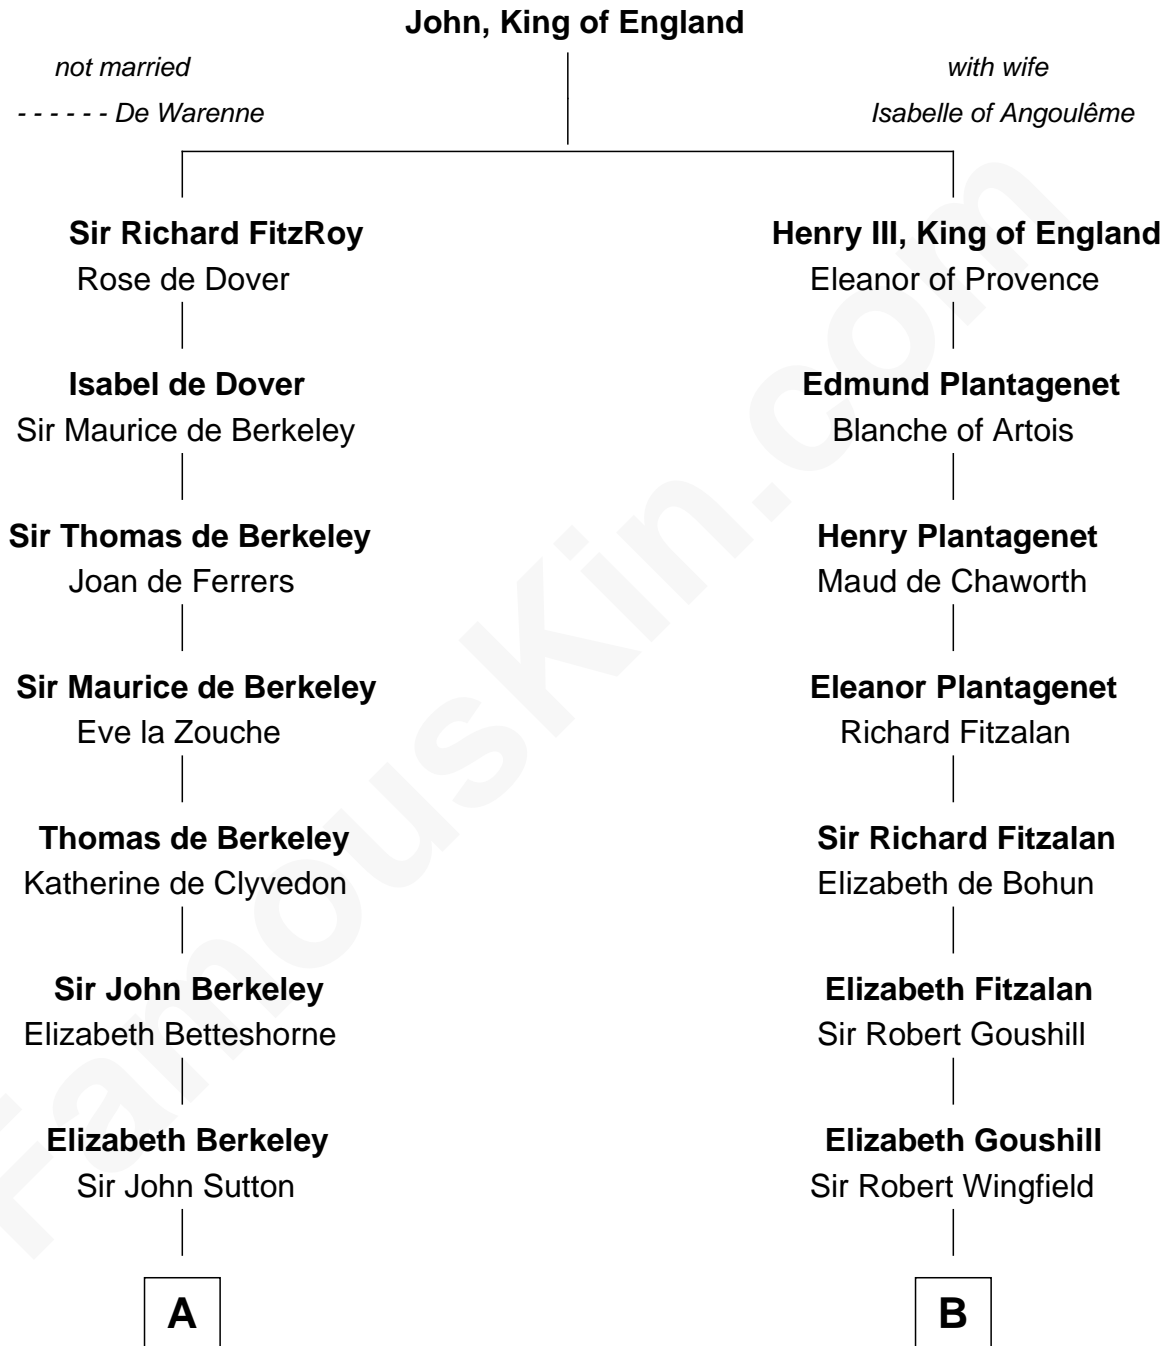 John, King of England
not married
with wife
- - - - - - De Warenne
Isabelle of Angoulême
Sir Richard FitzRoy
Henry III, King of England
Rose de Dover
Eleanor of Provence
Isabel de Dover
Edmund Plantagenet
Sir Maurice de Berkeley
Blanche of Artois
Sir Thomas de Berkeley
Henry Plantagenet
Joan de Ferrers
Maud de Chaworth
Sir Maurice de Berkeley
Eleanor Plantagenet
Eve la Zouche
Richard Fitzalan
Thomas de Berkeley
Sir Richard Fitzalan
Katherine de Clyvedon
Elizabeth de Bohun
Sir John Berkeley
Elizabeth Fitzalan
Elizabeth Betteshorne
Sir Robert Goushill
Elizabeth Berkeley
Elizabeth Goushill
Sir John Sutton
Sir Robert Wingfield
A
B
FamousKin.com